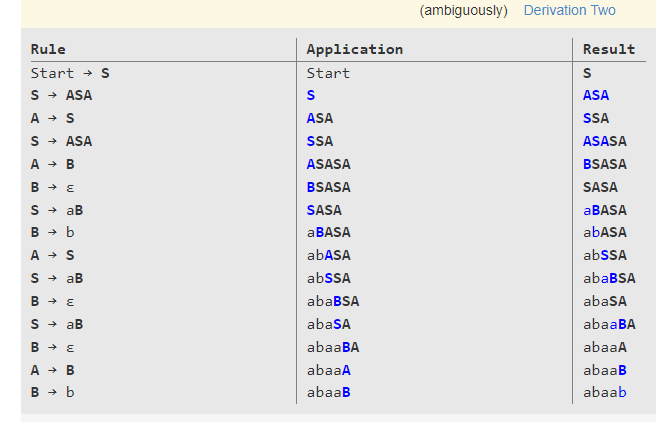 (ambiguously) Derivation Two
Rule Application Result
Start → S Start S
S → ASA S ASA
A → S ASA SSA
S → ASA SSA ASASA
A → B ASASA BSASA
B → ε BSASA SASA
S → aB SASA aBASA
B → b aBASA abASA
A → S abASA abSSA
S → aB abSSA abaBSA
B → ε abaBSA abaSA
S → aB abaSA abaaBA
B → ε abaaBA abaaA
A → B abaaA abaaB
B → b abaaB abaab